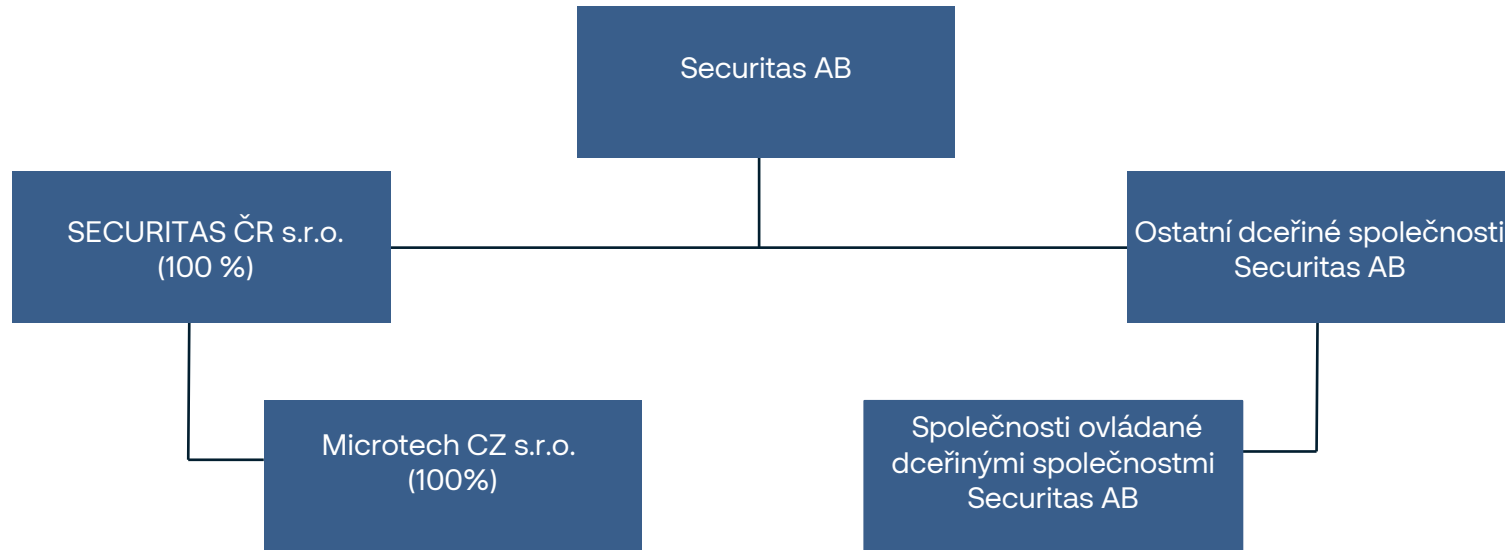 Securitas AB
SECURITAS ČR s.r.o.
(100 %)
Ostatní dceřiné společnosti
Securitas AB
Microtech CZ s.r.o.
(100%)
Společnosti ovládané
dceřinými společnostmi
Securitas AB